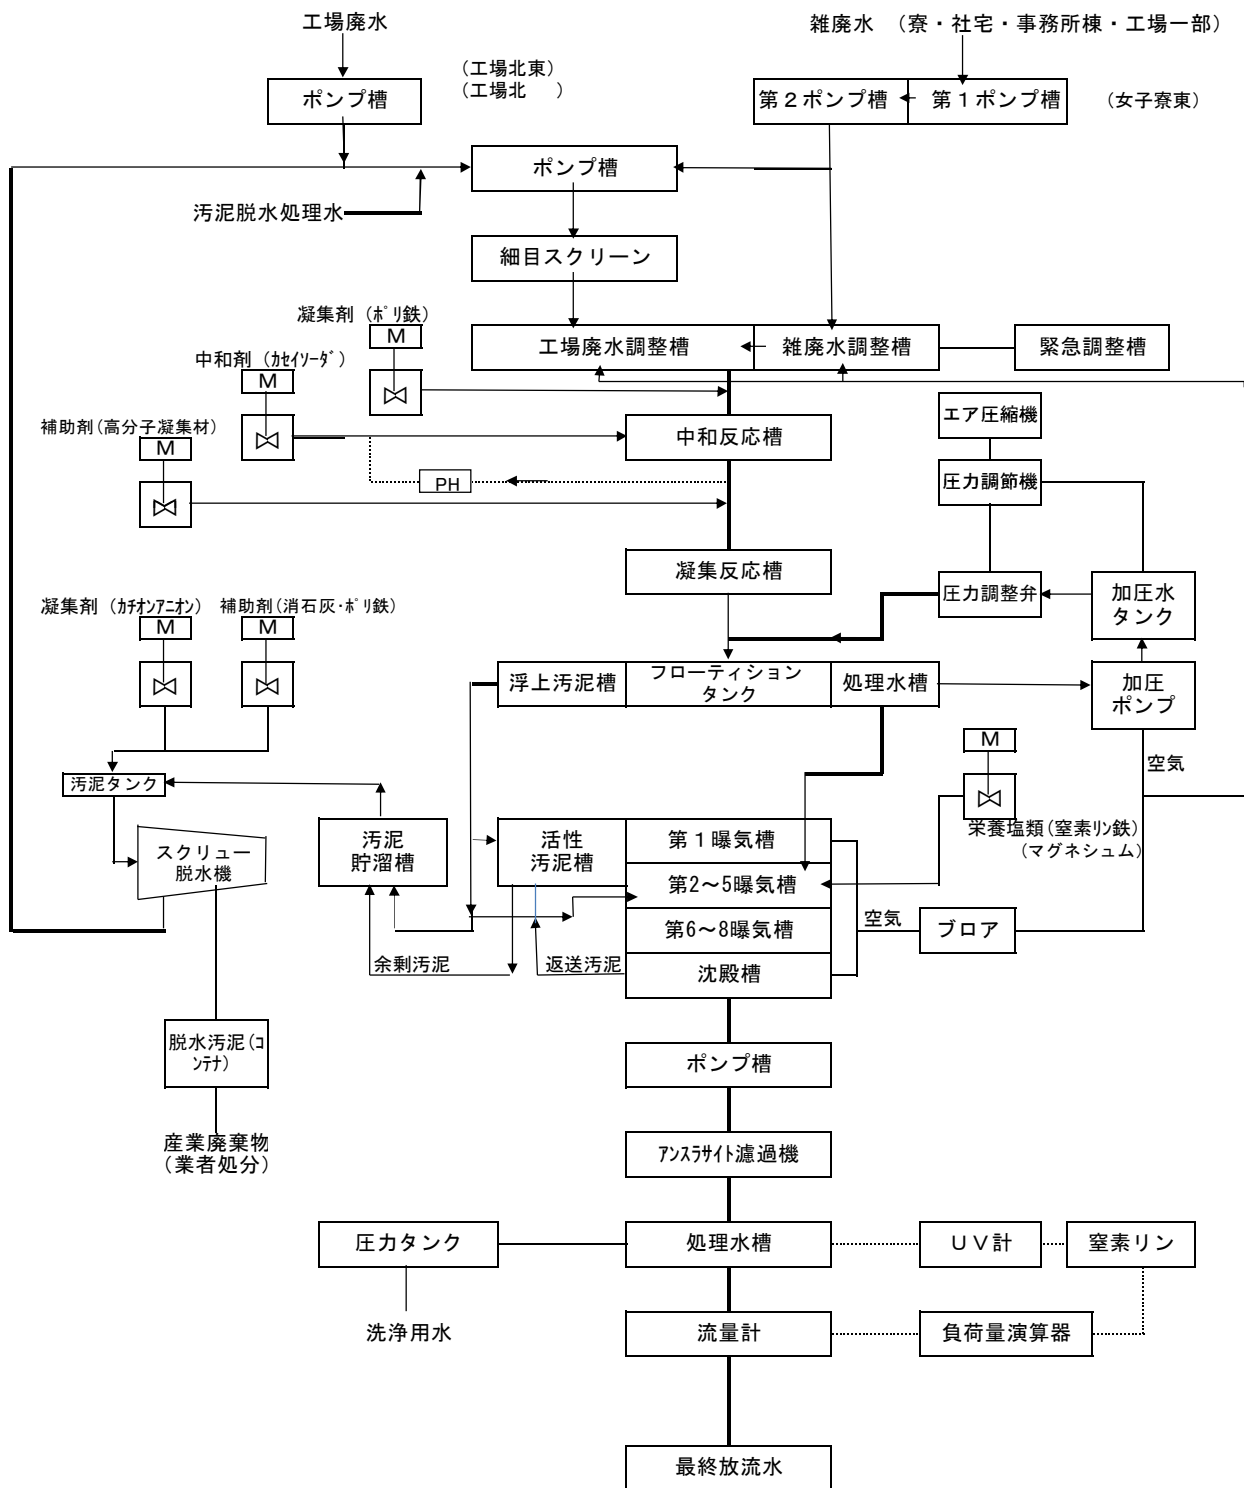 工場廃水
雑廃水 (寮・社宅・事務所棟・工場一部)
(工場北東)
(工場北　)
ポンプ槽
第２ポンプ槽
第１ポンプ槽
(女子寮東)
ポンプ槽
汚泥脱水処理水
細目スクリーン
凝集剤 (ﾎﾟﾘ鉄)
M
工場廃水調整槽
雑廃水調整槽
緊急調整槽
中和剤 (ｶｾｲｿｰﾀﾞ)
M
エア圧縮機
補助剤(高分子凝集材)
M
中和反応槽
圧力調節機
PH
凝集反応槽
圧力調整弁
加圧水
タンク
凝集剤 (ｶﾁｵﾝｱﾆｵﾝ)
補助剤(消石灰･ﾎﾟﾘ鉄)
M
M
浮上汚泥槽
フローティション
タンク
処理水槽
加圧
ポンプ
M
空気
汚泥タンク
栄養塩類(窒素リン鉄)
(マグネシュム)
汚泥
貯溜槽
活性
汚泥槽
第１曝気槽
スクリュー
脱水機
第2～5曝気槽
第6～8曝気槽
空気
ブロア
余剰汚泥
返送汚泥
沈殿槽
脱水汚泥(ｺ
ﾝﾃﾅ)
ポンプ槽
産業廃棄物
(業者処分)
ｱﾝｽﾗｻｲﾄ濾過機
圧力タンク
処理水槽
ＵＶ計
窒素リン
洗浄用水
流量計
負荷量演算器
最終放流水